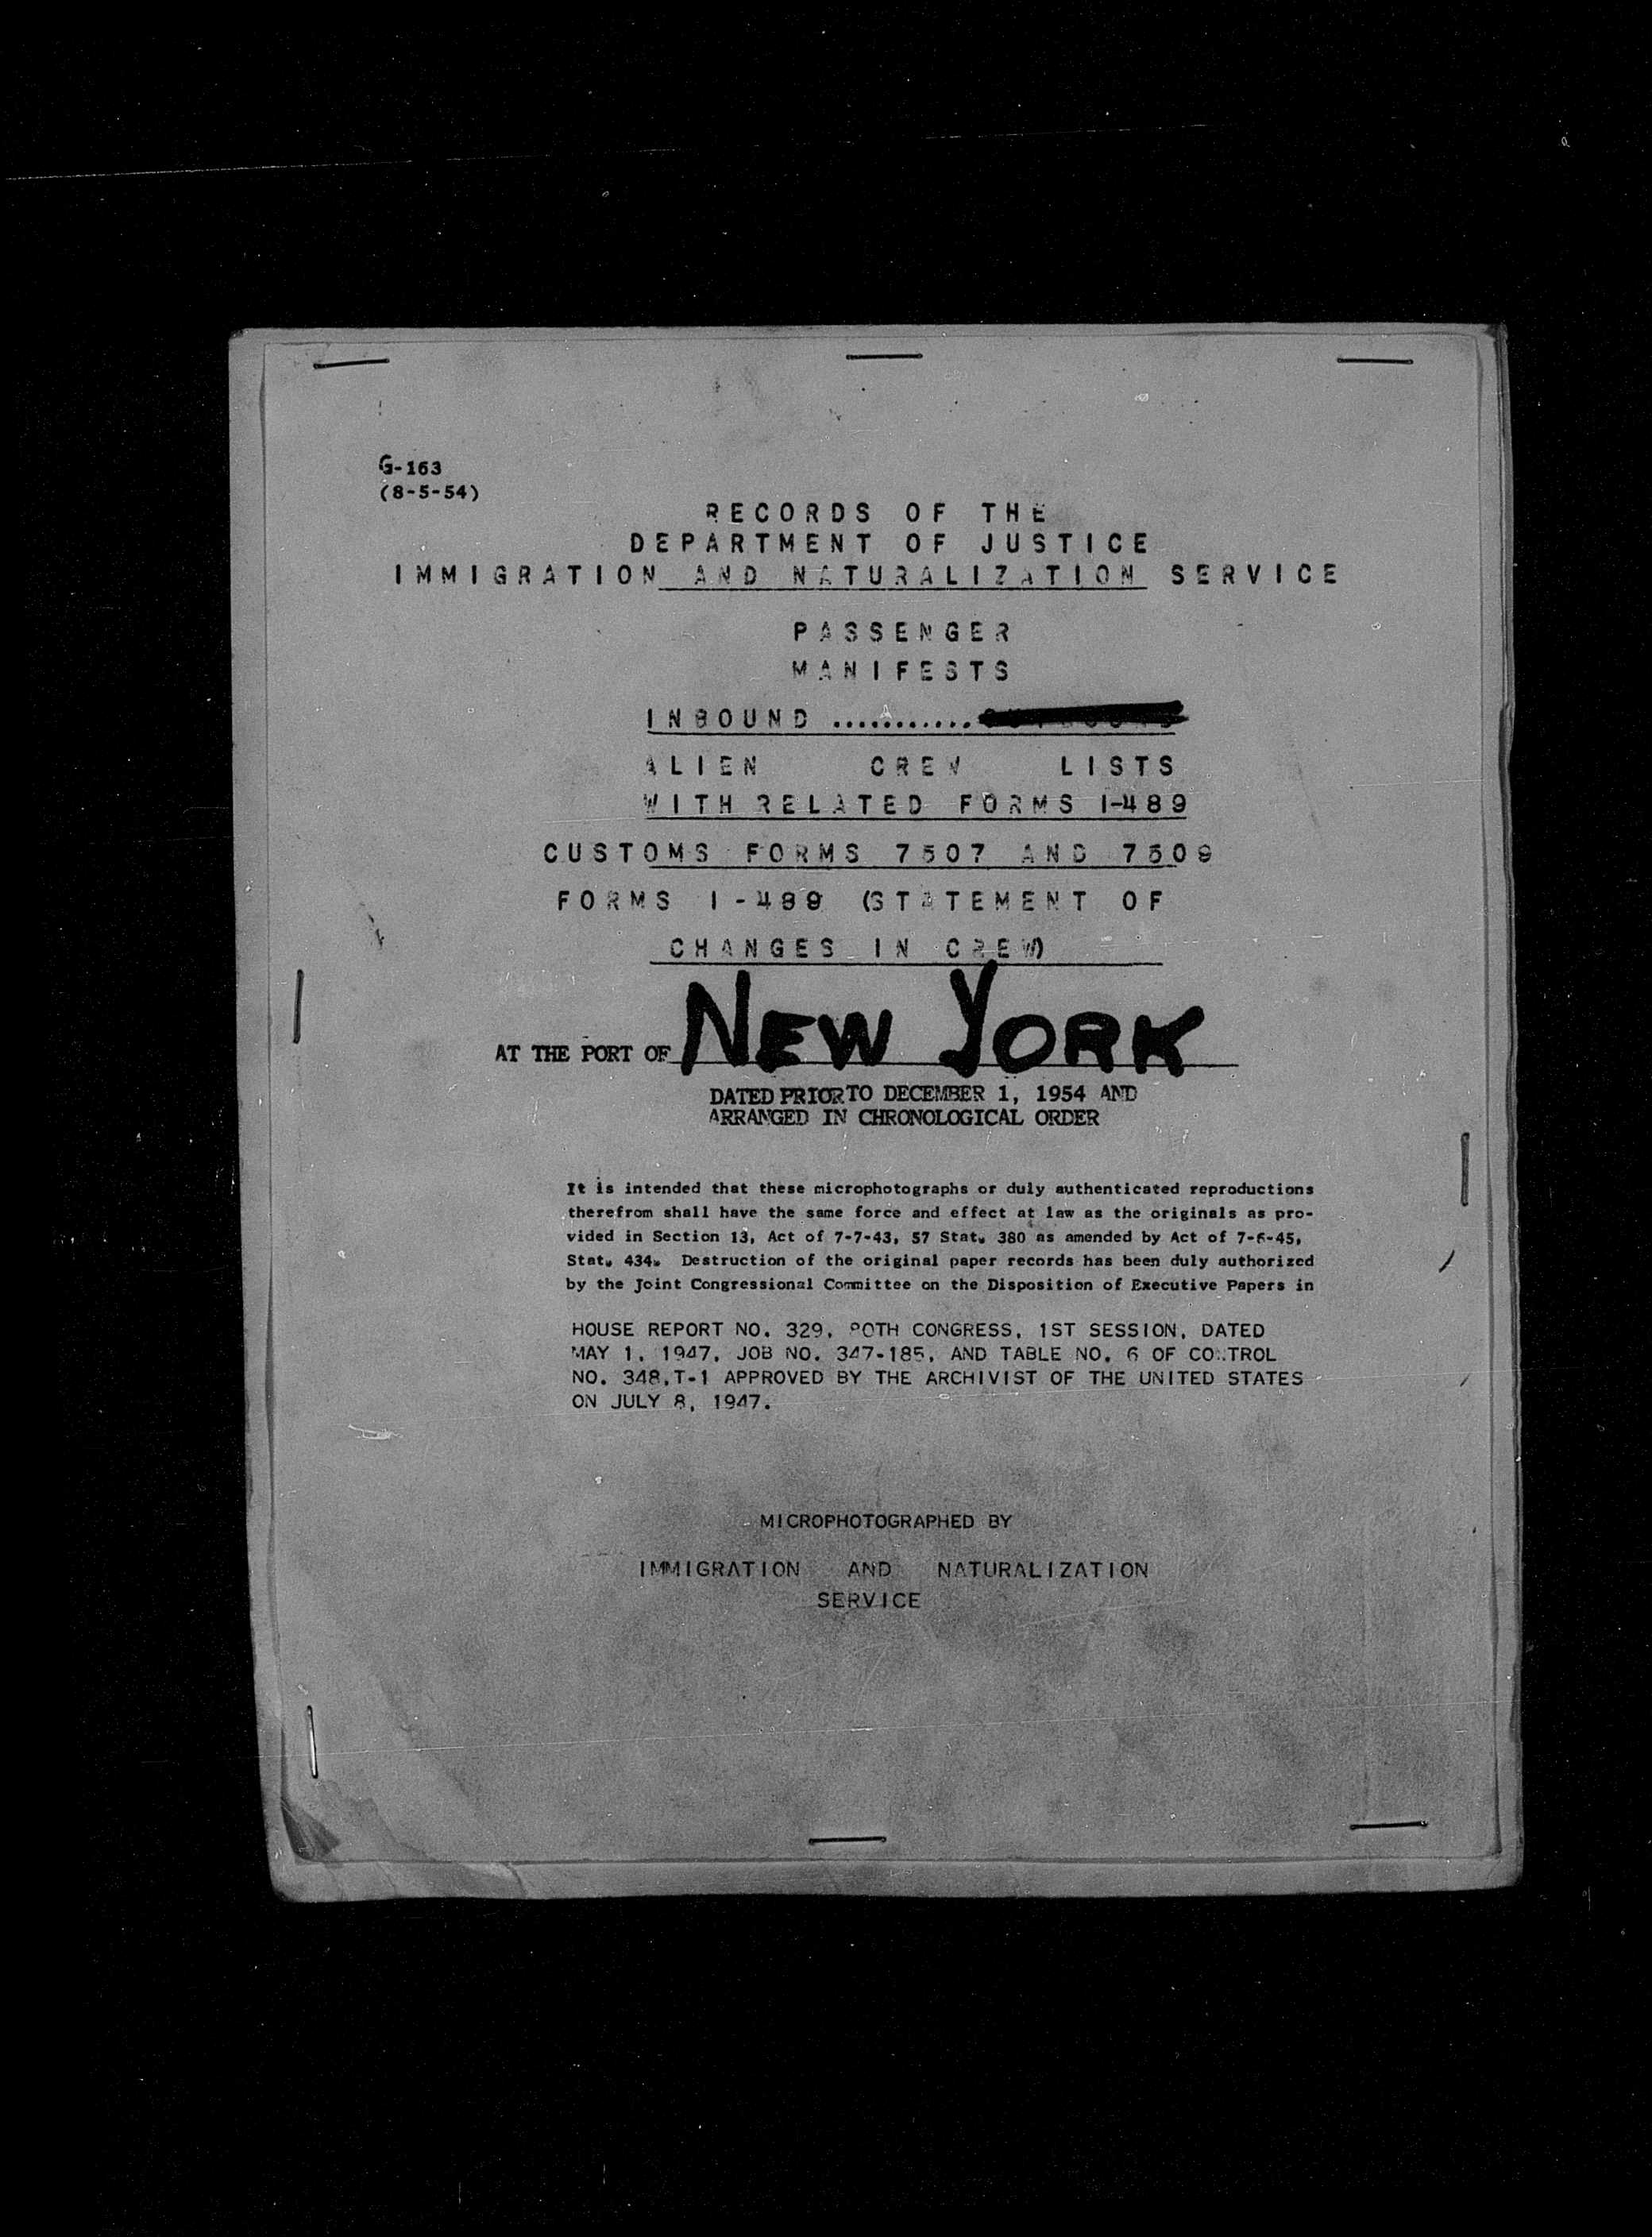 G-163
(8-5-54)
RECORDS OF THE
DEPARTMENT OF JUSTICE
IMMIGRATION AND NATURALIZATION SERVICE
PASSENGER
MANIFESTS
INBOUND ...........
ALIEN CREW LISTS
WITH RELATED FORMS I-489
CUSTOMS FORMS 7507 AND 7509
FORMS I-489 (STATEMENT OF
CHANGES IN CREW)
AT THE PORT OF NEW YORK
DATED PRIOR TO DECEMBER 1, 1954 AND
ARRANGED IN CHRONOLOGICAL ORDER
It is intended that these microphotographs or duly authenticated reproductions
therefrom shall have the same force and effect at law as the originals as pro-
vided in Section 13, Act of 7-7-43, 57 Stat. 380 as amended by Act of 7-6-45,
Stat. 434. Destruction of the original paper records has been duly authorized
by the Joint Congressional Committee on the Disposition of Executive Papers in
HOUSE REPORT NO. 329, 80TH CONGRESS, 1ST SESSION, DATED
MAY 1, 1947, JOB NO. 347-185, AND TABLE NO. 6 OF CONTROL
NO. 348,T-1 APPROVED BY THE ARCHIVIST OF THE UNITED STATES
ON JULY 8, 1947.
MICROPHOTOGRAPHED BY
IMMIGRATION AND NATURALIZATION
SERVICE